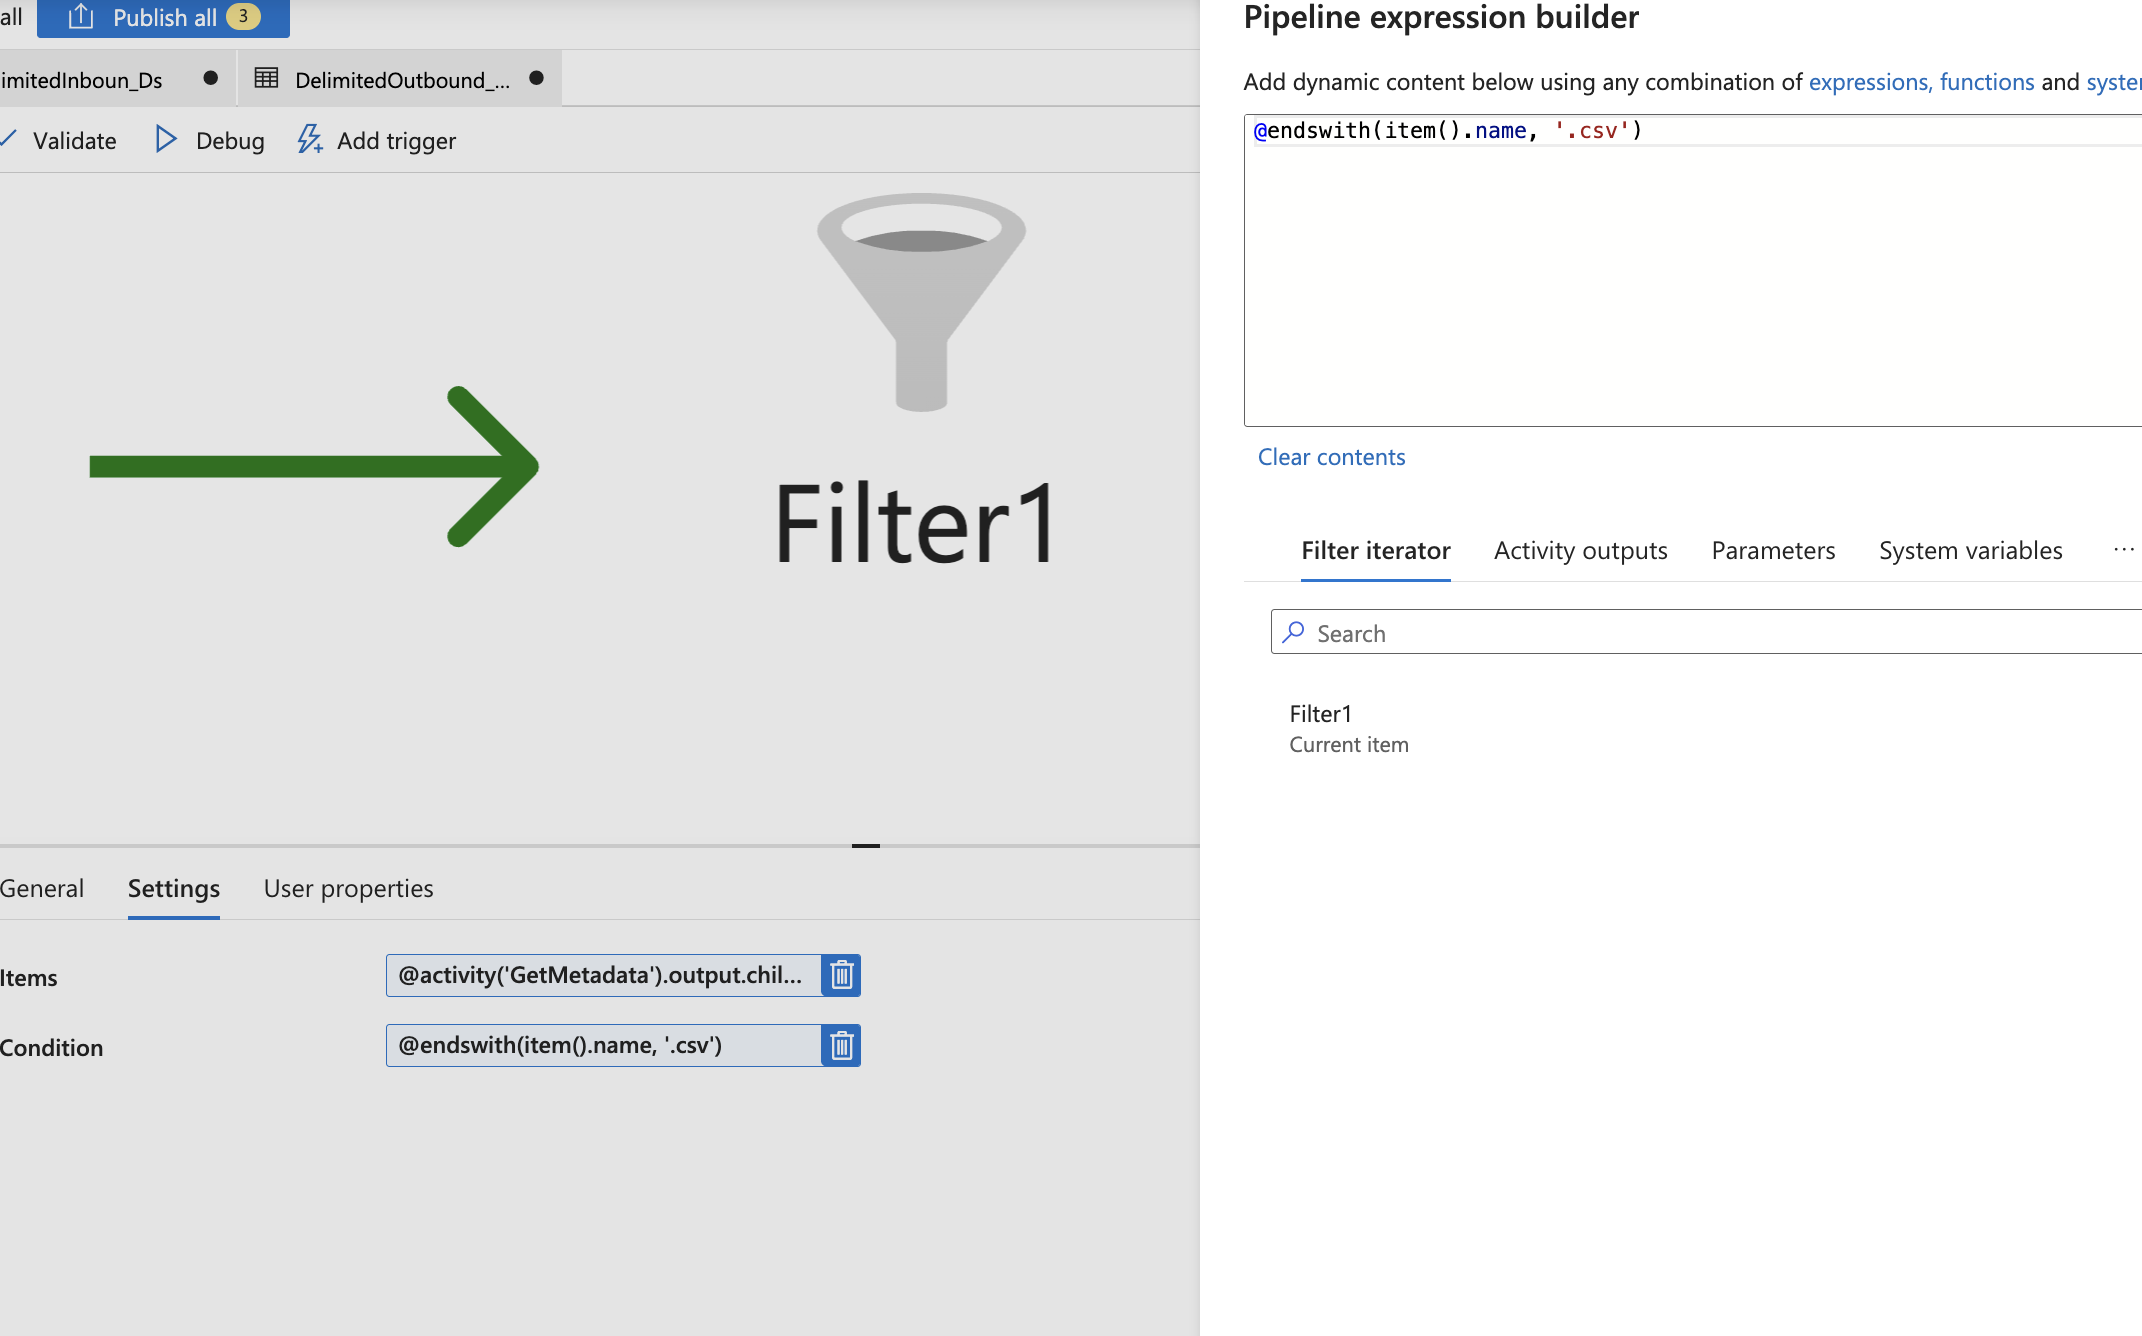 all
Publish all 3
imitedInboun_Ds
DelimitedOutbound_...
Validate
Debug
Add trigger
Filter1
General
Settings
User properties
Items
@activity('GetMetadata').output.chil...
Condition
@endswith(item().name, '.csv')
Pipeline expression builder
Add dynamic content below using any combination of expressions, functions and syster
@endswith(item().name, '.csv')
Clear contents
Filter iterator
Activity outputs
Parameters
System variables
...
Search
Filter1
Current item